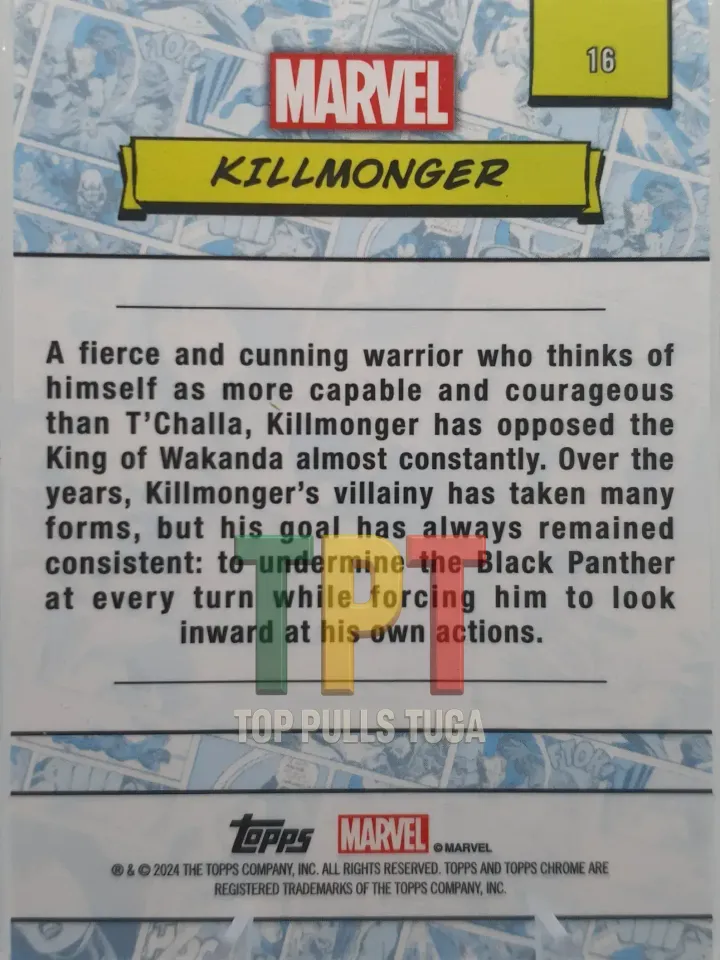 16
MARVEL
KILLMONGER
A fierce and cunning warrior who thinks of
himself as more capable and courageous
than T'Challa, Killmonger has opposed the
King of Wakanda almost constantly. Over the
years, Killmonger's villainy has taken many
forms, but his goal has always remained
consistent: to undermine the Black Panther
at every turn while forcing him to look
inward at his own actions.
TPT
TOP PULLS TUGA
FTOK
topps MARVEL © MARVEL
® & © 2024 THE TOPPS COMPANY, INC. ALL RIGHTS RESERVED. TOPPS AND TOPPS CHROME ARE
REGISTERED TRADEMARKS OF THE TOPPS COMPANY, INC.